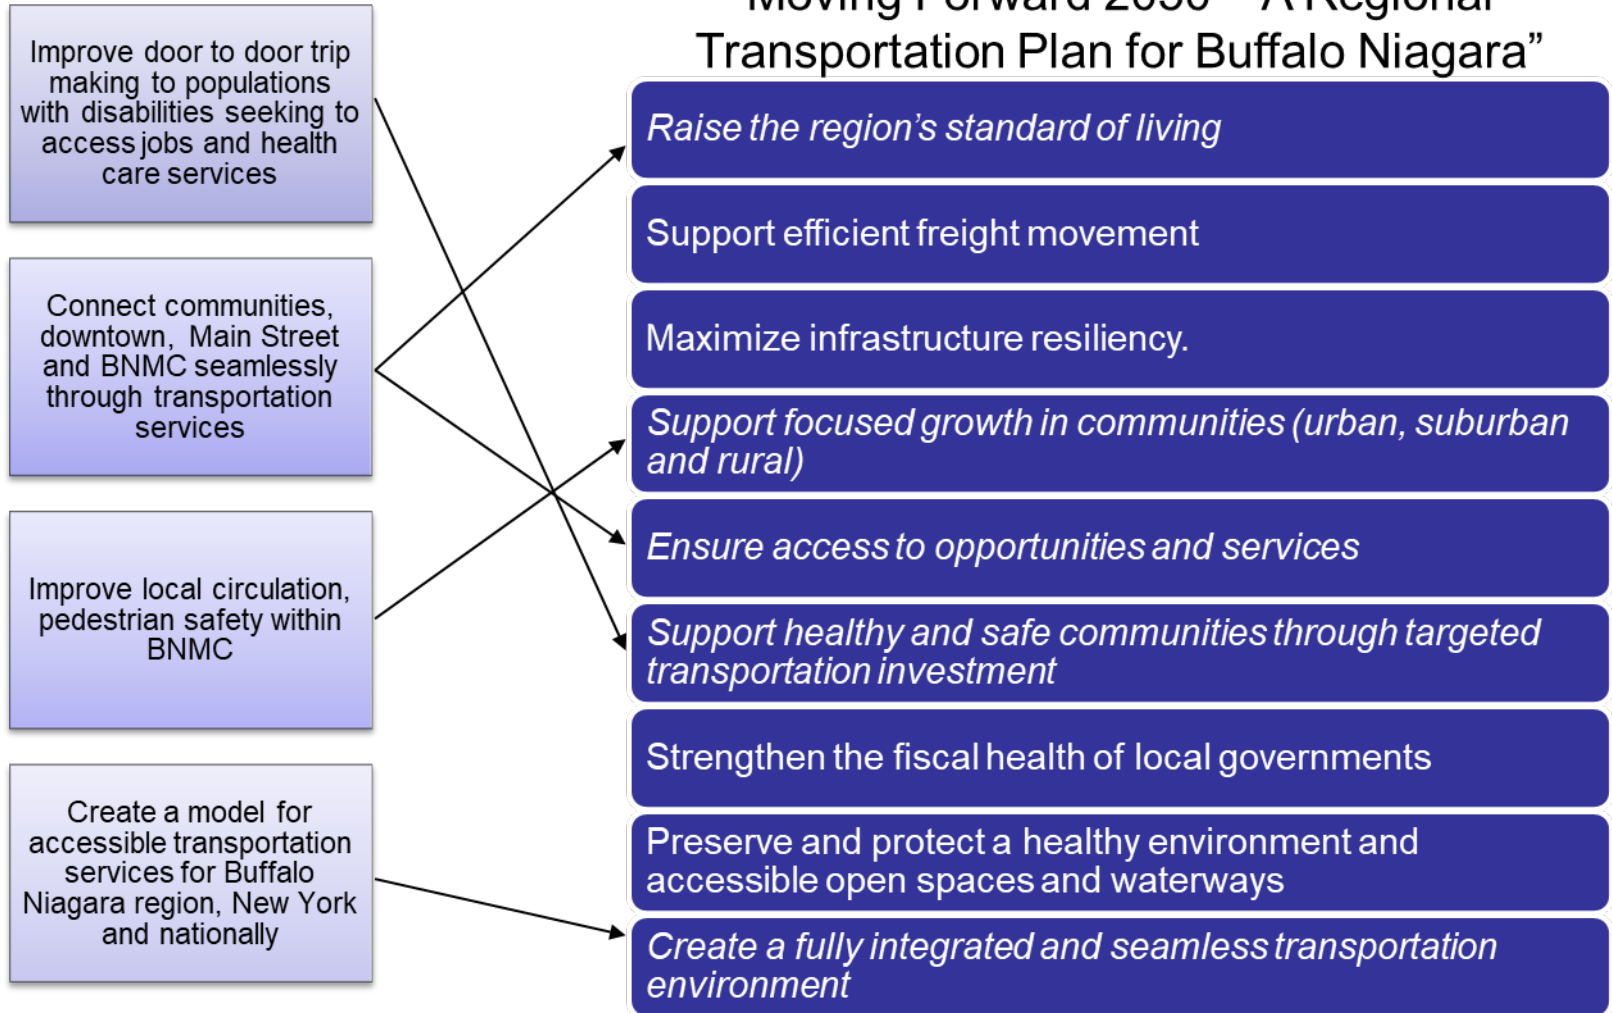 Moving Forward A Regional
Transportation Plan for Buffalo Niagara”
Improve door to door trip
making to populations
with disabilities seeking to
access jobs and health
care services
Connect communities,
downtown, Main Street
and BNMC seamlessly
through transportation
services
Improve local circulation,
pedestrian safety within
BNMC
Create a model for
accessible transportation
services for Buffalo
Niagara region, New York
and nationally
Raise the region’s standard of living
Support efficient freight movement
Maximize infrastructure resiliency.
Support focused growth in communities (urban, suburban
and rural)
Ensure access to opportunities and services
Support healthy and safe communities through targeted
transportation investment
Strengthen the fiscal health of local governments
Preserve and protect a healthy environment and
accessible open spaces and waterways
Create a fully integrated and seamless transportation
environment